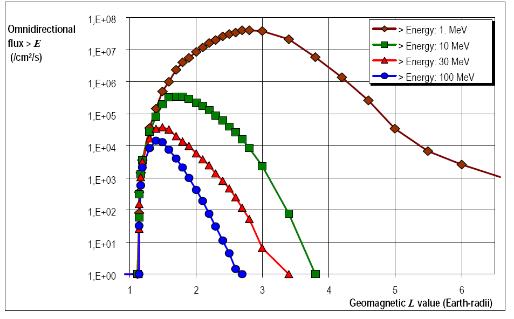 Omnidirectional
flux > E
(/cm²/s)
1,E+08
1,E+07
1,E+06
1,E+05
1,E+04
1,E+03
1,E+02
1,E+01
1,E+00
> Energy: 1, MeV
> Energy: 10 MeV
> Energy: 30 MeV
> Energy: 100 MeV
1 2 3 4 5 6
Geomagnetic L value (Earth-radii)